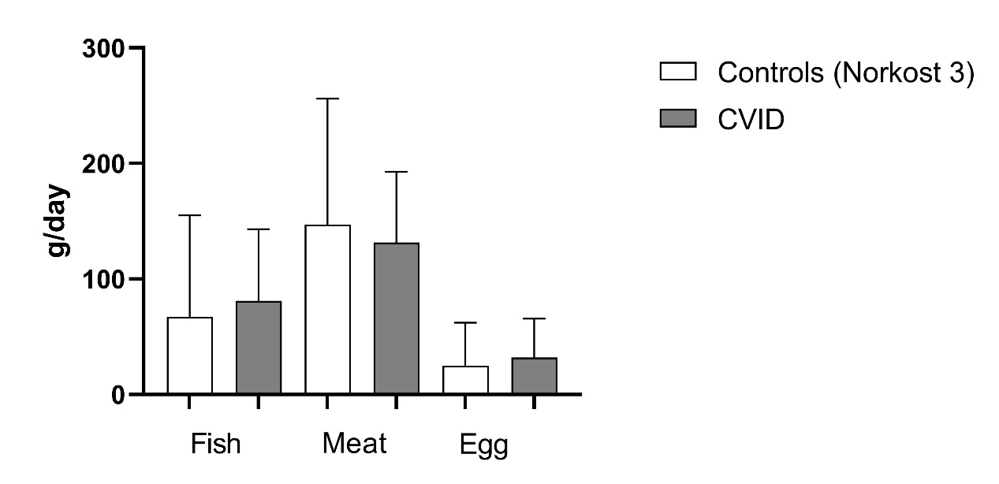 300
200
100
0
g/day
Fish Meat Egg
Controls (Norkost 3)
CVID